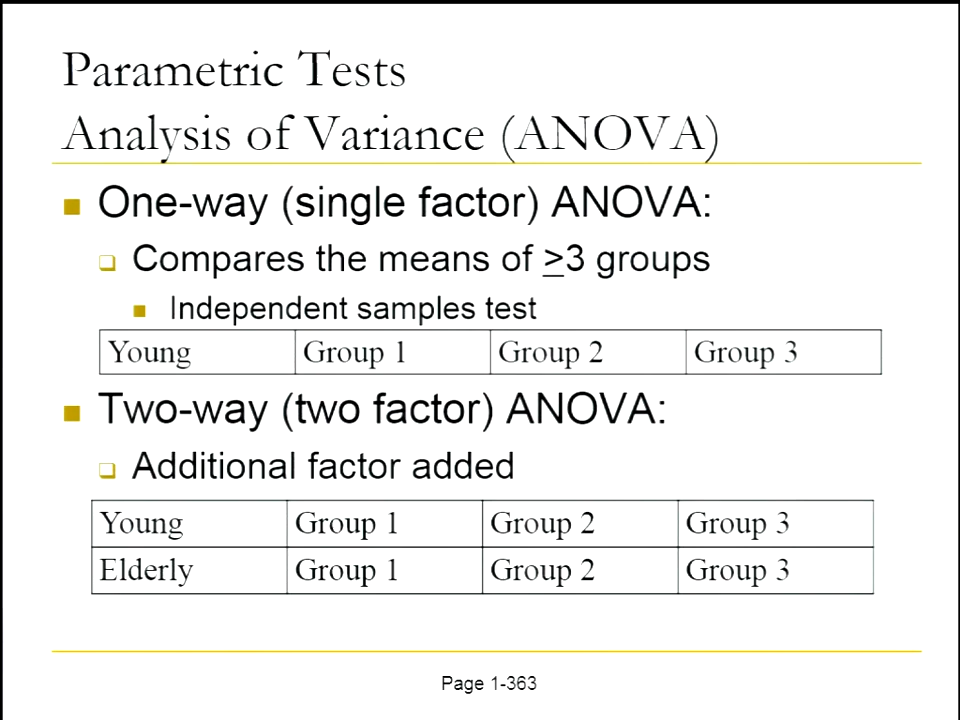 Parametric Tests
Analysis of Variance (ANOVA)
One-way (single factor) ANOVA:
Compares the means of >3 groups
Independent samples test
Young Group 1 Group 2 Group 3
Two-way (two factor) ANOVA:
Additional factor added
Young Group 1 Group 2 Group 3
Elderly Group 1 Group 2 Group 3
Page 1-363